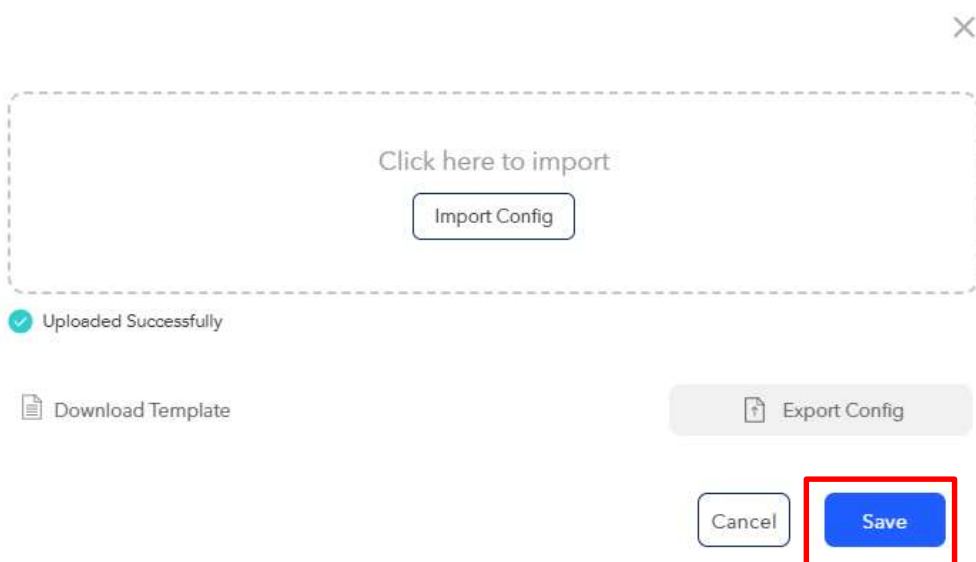 Click here to import
Import Config
Uploaded Successfully
Download Template
Export Config
Cancel
Save